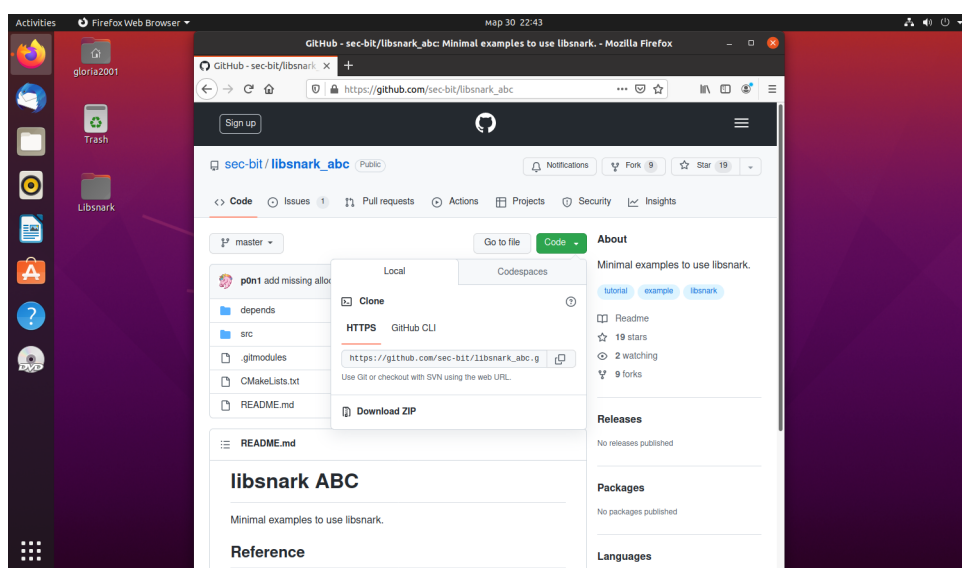 Activities
Firefox Web Browser
мар 30 22:43
gloria2001
Trash
Libsnark
GitHub - sec-bit/libsnark_abc: Minimal examples to use libsnark. - Mozilla Firefox
GitHub - sec-bit/libsnark
https://github.com/sec-bit/libsnark_abc
Sign up
sec-bit / libsnark_abc Public
Notifications
Fork 9
Star 19
Code
Issues 1
Pull requests
Actions
Projects
Security
Insights
master
Go to file
Code
p0n1 add missing alloc
depends
src
.gitmodules
CMakeLists.txt
README.md
Local
Codespaces
Clone
HTTPS
GitHub CLI
https://github.com/sec-bit/libsnark_abc.g
Use Git or checkout with SVN using the web URL.
Download ZIP
README.md
libsnark ABC
Minimal examples to use libsnark.
Reference
About
Minimal examples to use libsnark.
tutorial example libsnark
Readme
19 stars
2 watching
9 forks
Releases
No releases published
Packages
No packages published
Languages
DVD